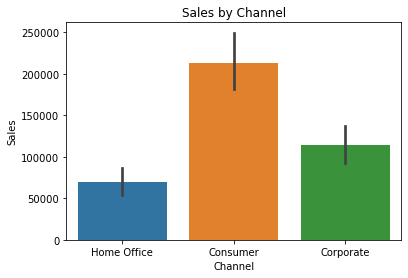 Sales by Channel
250000
200000
150000
100000
50000
0
Sales
Home Office Consumer Corporate
Channel